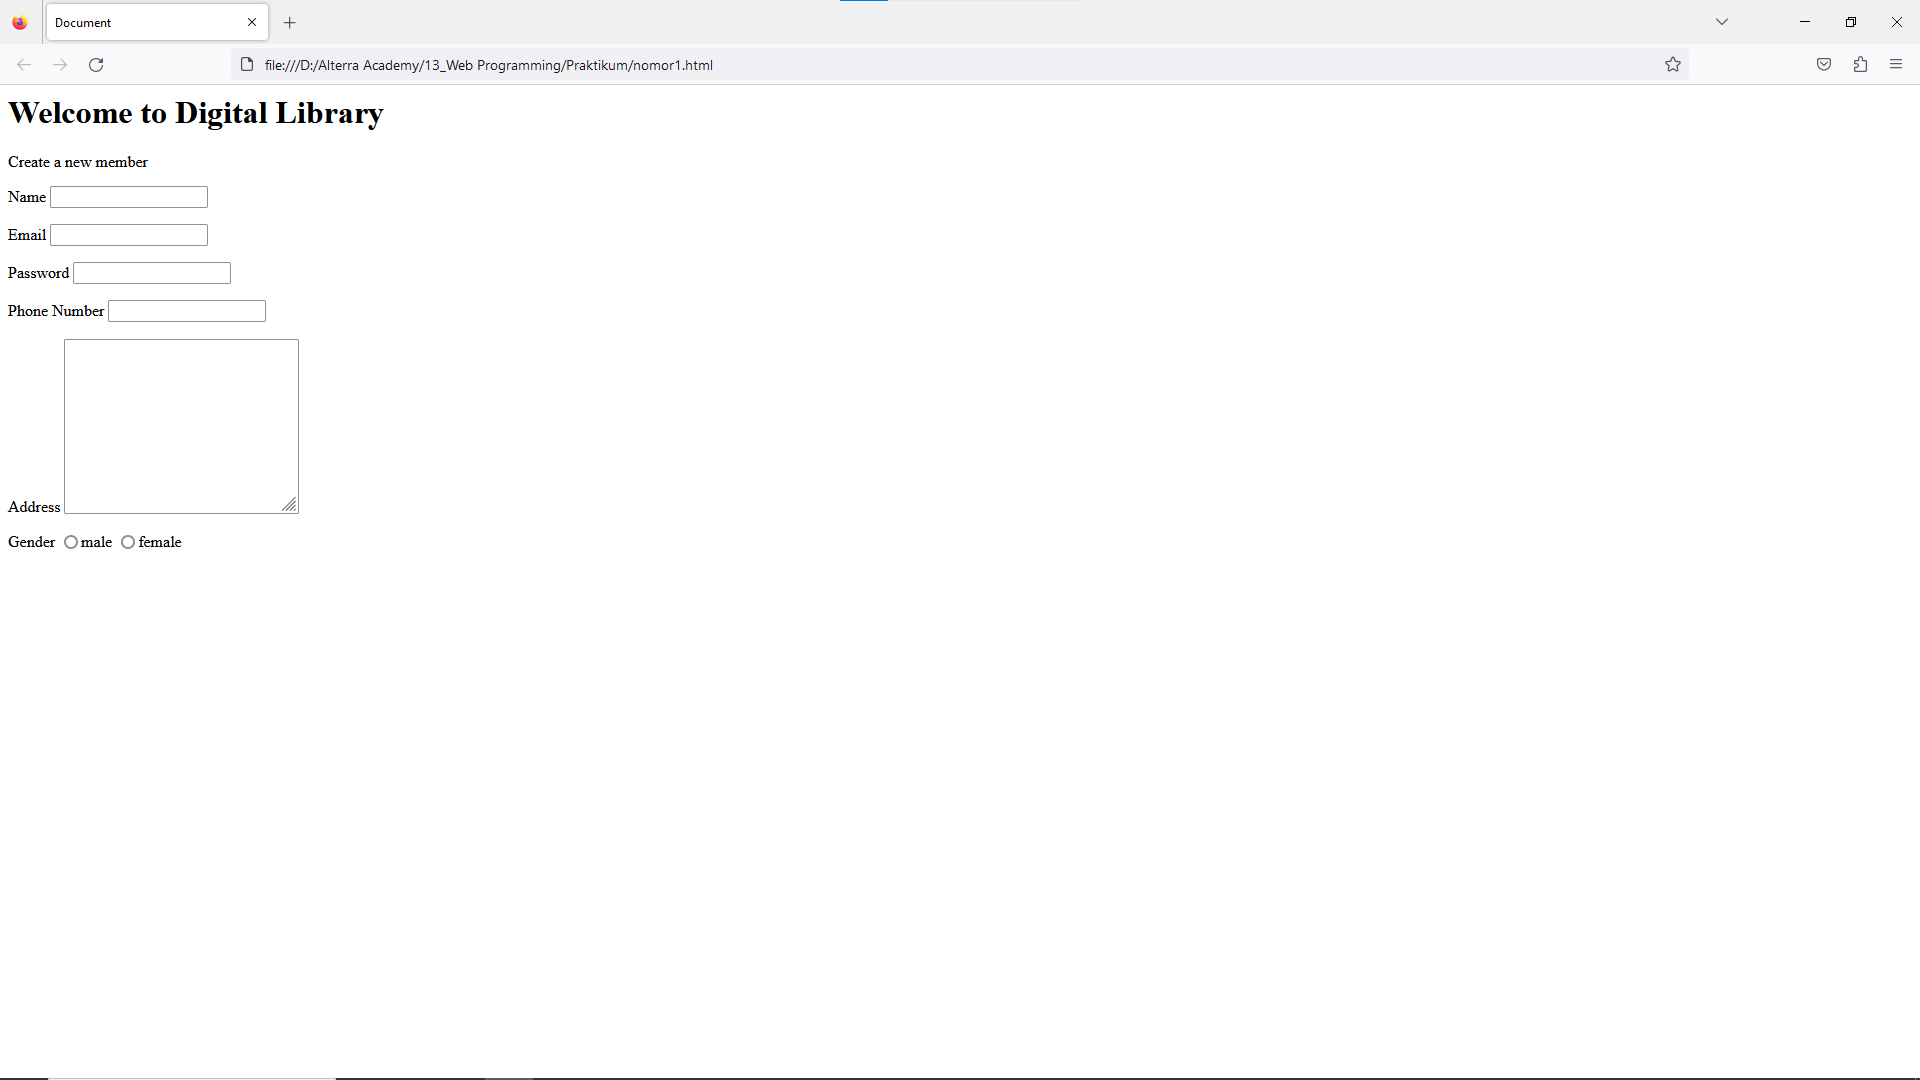 Document
file:///D:/Alterra Academy/13_Web Programming/Praktikum/nomor1.html
Welcome to Digital Library
Create a new member
Name
Email
Password
Phone Number
Address
Gender male female